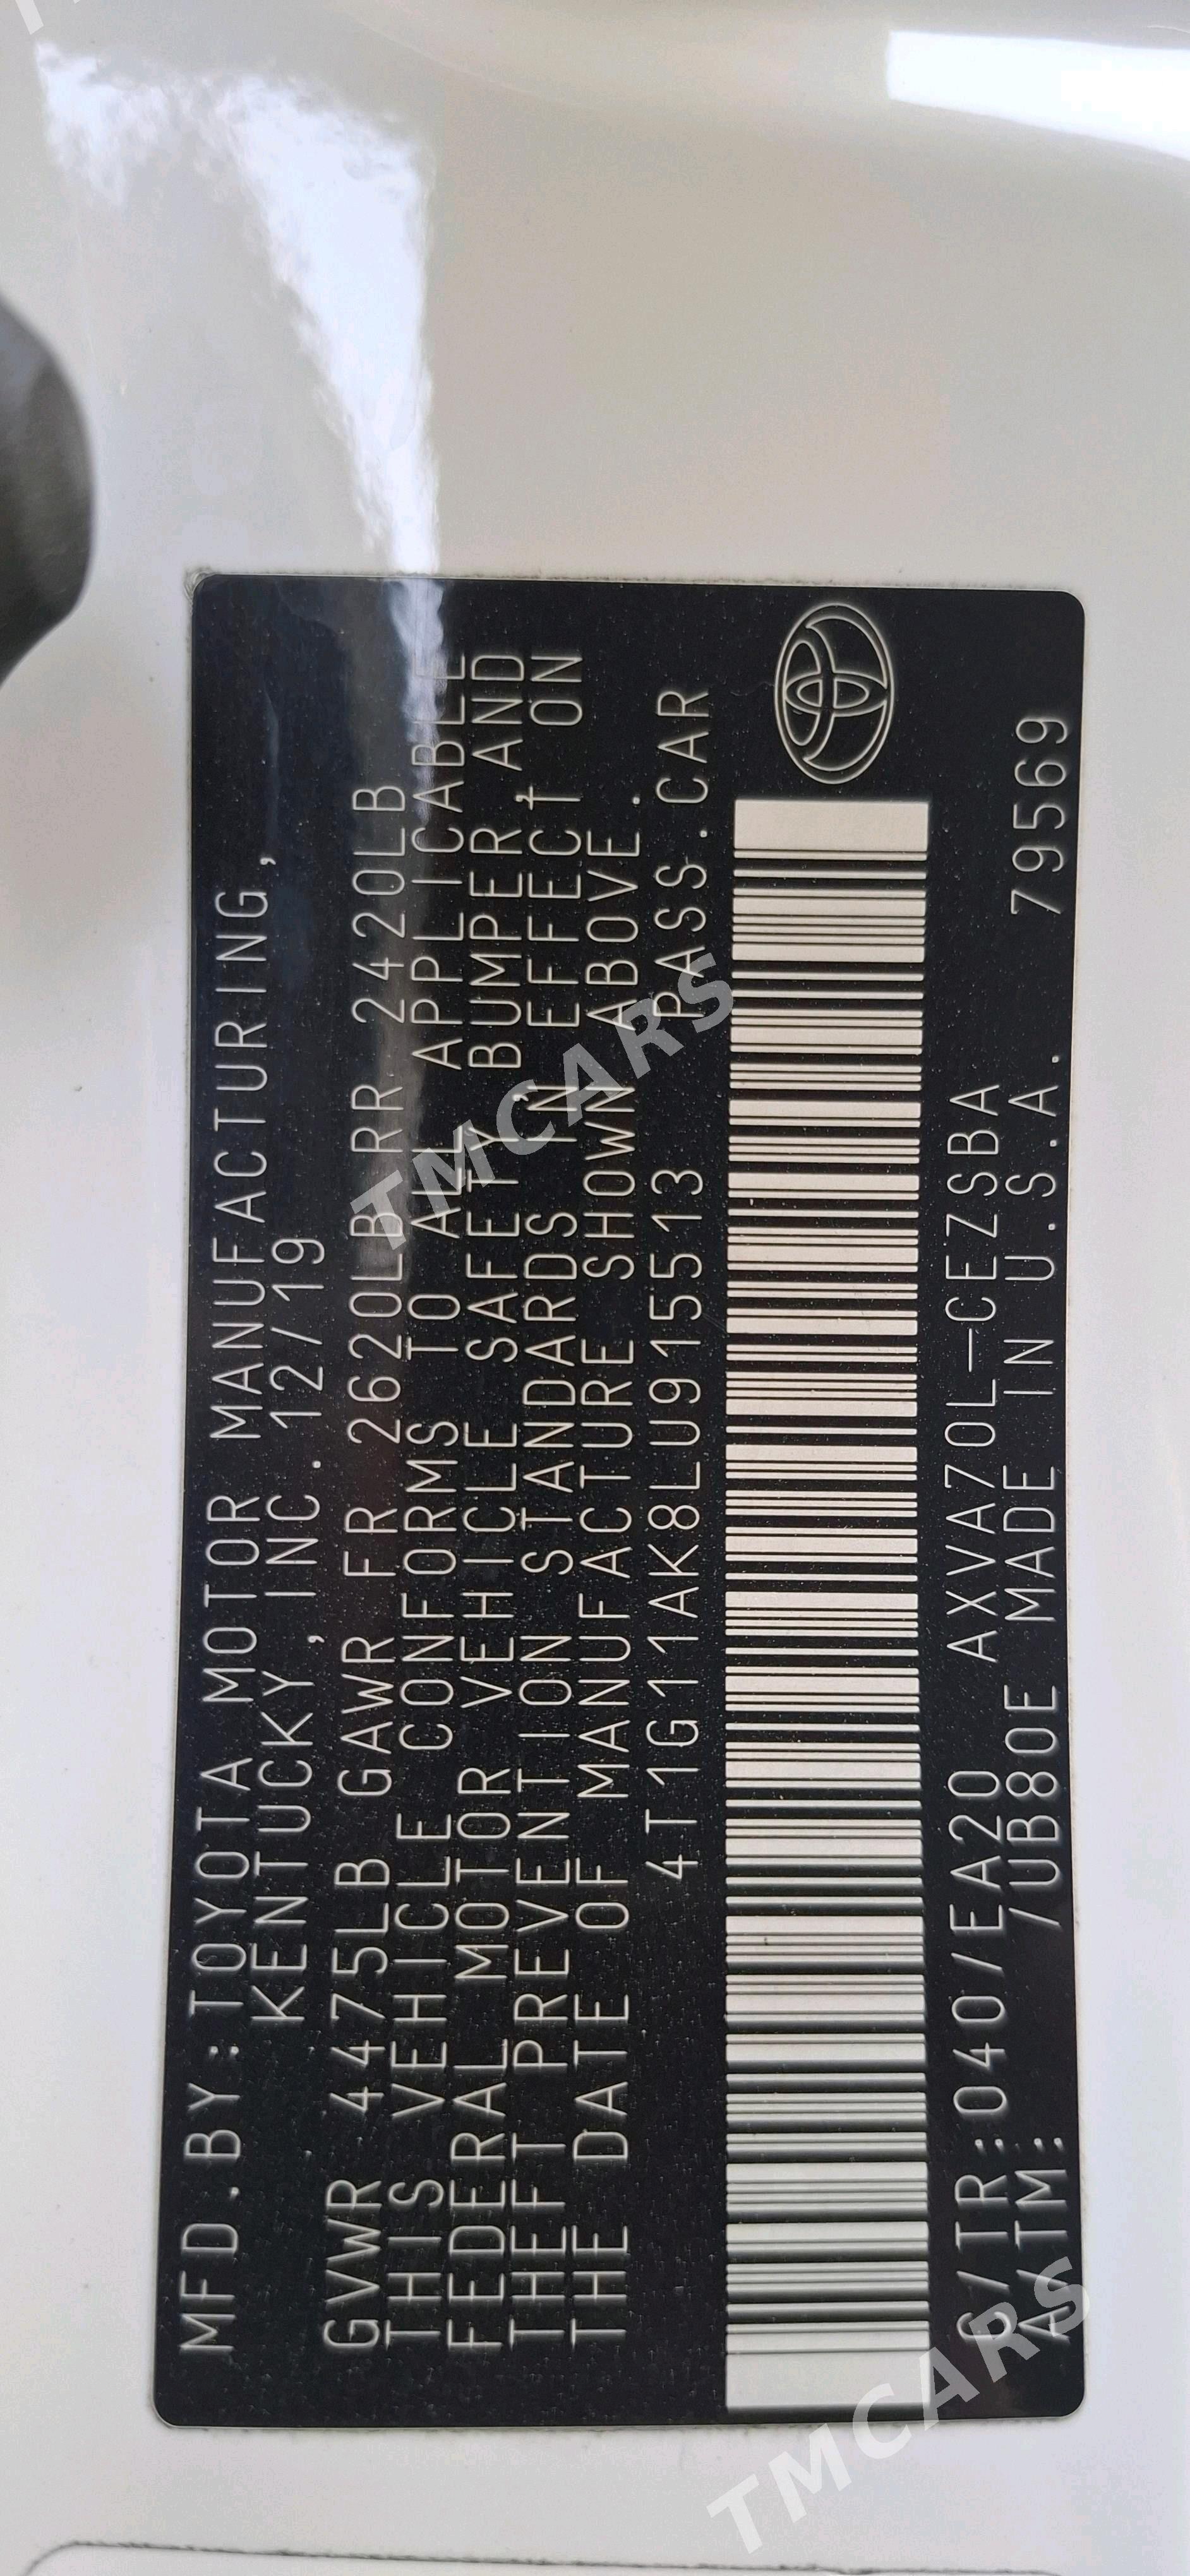 MFD.BY:TOYOTA MOTOR MANUFACTURING,
KENTUCKY, INC.12/19
GVWR 4475LB GAWR FR 2620LB RR 2420LB
THIS VEHICLE CONFORMS TO ALL APPLICABLE
FEDERAL MOTOR VEHICLE SAFETY, BUMPER AND
THEFT PREVENTION STANDARDS IN EFFECT ON
THE DATE OF MANUFACTURE SHOWN ABOVE.
4T1G11AK8LU915513 PASS.CAR
C/TR:040/EA20 AXVA70L-CEZSBA
A/TM: /UB80E MADE IN U.S.A. 79569
TMCARS
TMCARS